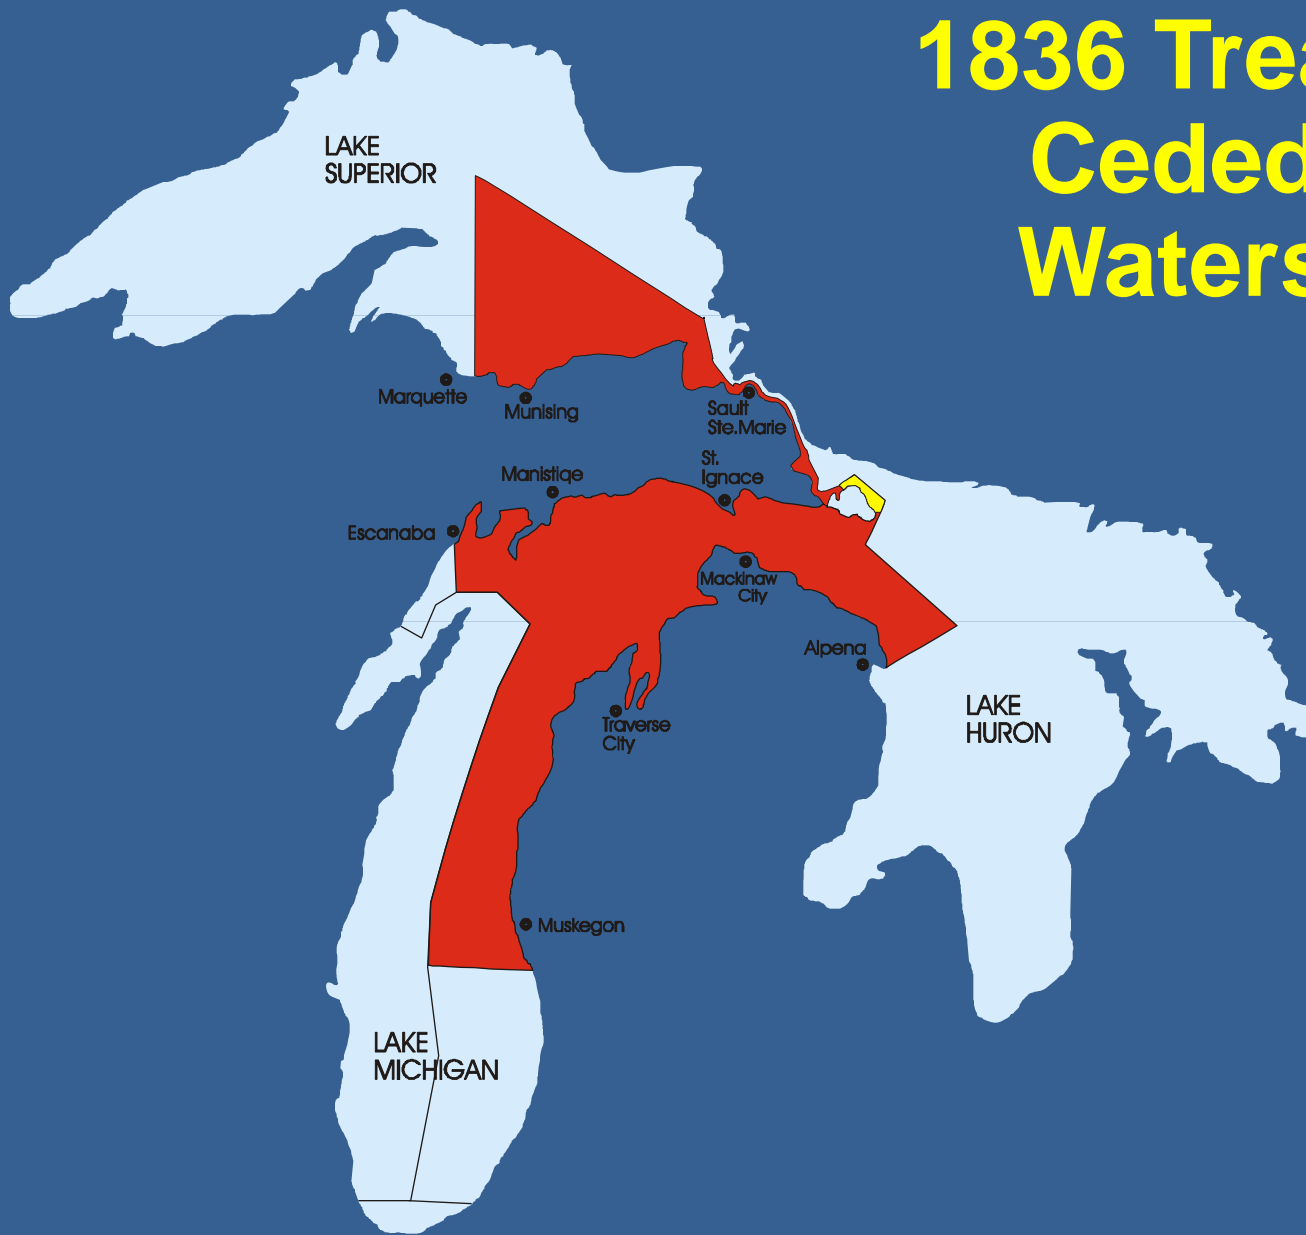 1836 Trea
Ceded
Waters
LAKE
SUPERIOR
Marquette
Munising
Sault
Ste.Marie
St.
Ignace
Manistiqe
Escanaba
Mackinaw
City
Alpena
LAKE
HURON
Traverse
City
Muskegon
LAKE
MICHIGAN